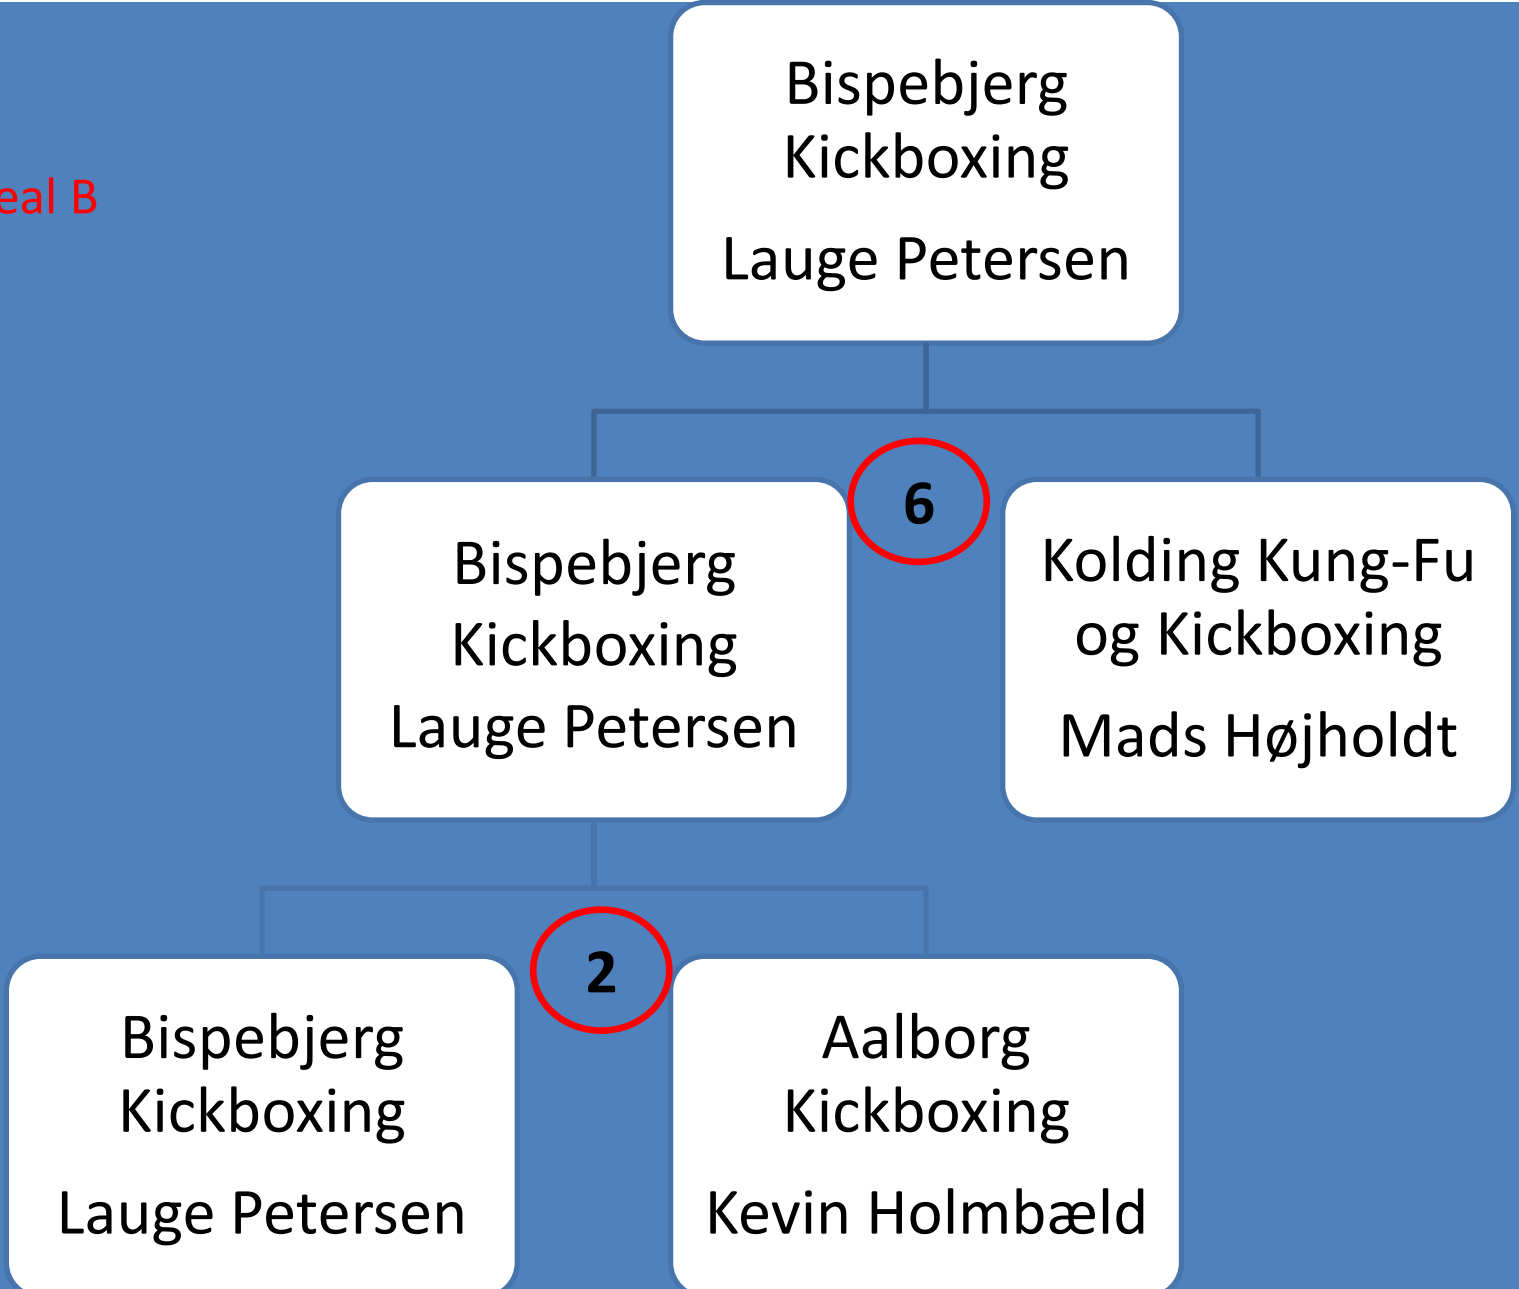 Bispebjerg
Kickboxing
Lauge Petersen
eal B
6
Bispebjerg
Kickboxing
Lauge Petersen
Kolding Kung-Fu
og Kickboxing
Mads Højholdt
2
Bispebjerg
Kickboxing
Lauge Petersen
Aalborg
Kickboxing
Kevin Holmbæld